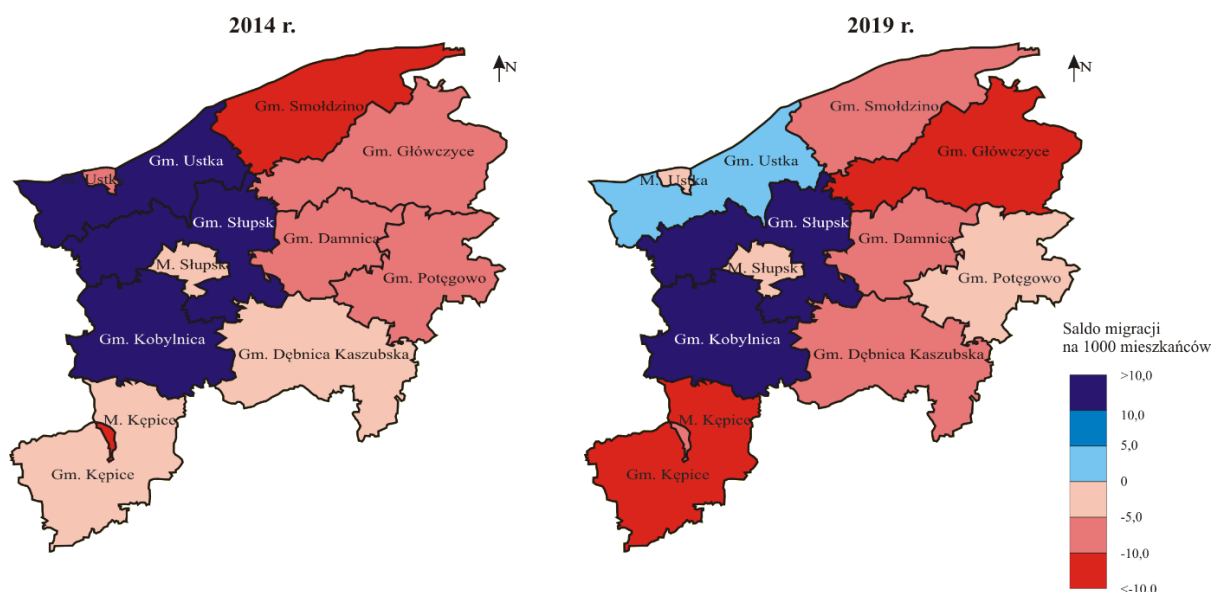 2014 r.
N
Gm. Smołdzino
Gm. Główczyce
Gm. Ustka
Ustk
Gm. Słupsk
Gm. Damnica
M. Słupsk
Gm. Potęgowo
Gm. Kobylnica
Gm. Dębnica Kaszubska
M. Kępice
Gm. Kępice
2019 r.
N
Gm. Smołdzino
Gm. Główczyce
Gm. Ustka
M. Ustka
Gm. Słupsk
Gm. Damnica
M. Słupsk
Gm. Potęgowo
Gm. Kobylnica
Gm. Dębnica Kaszubska
M. Kępice
Gm. Kępice
Saldo migracji
na 1000 mieszkańców
>10,0
10,0
5,0
0
-5,0
-10,0
<-10,0